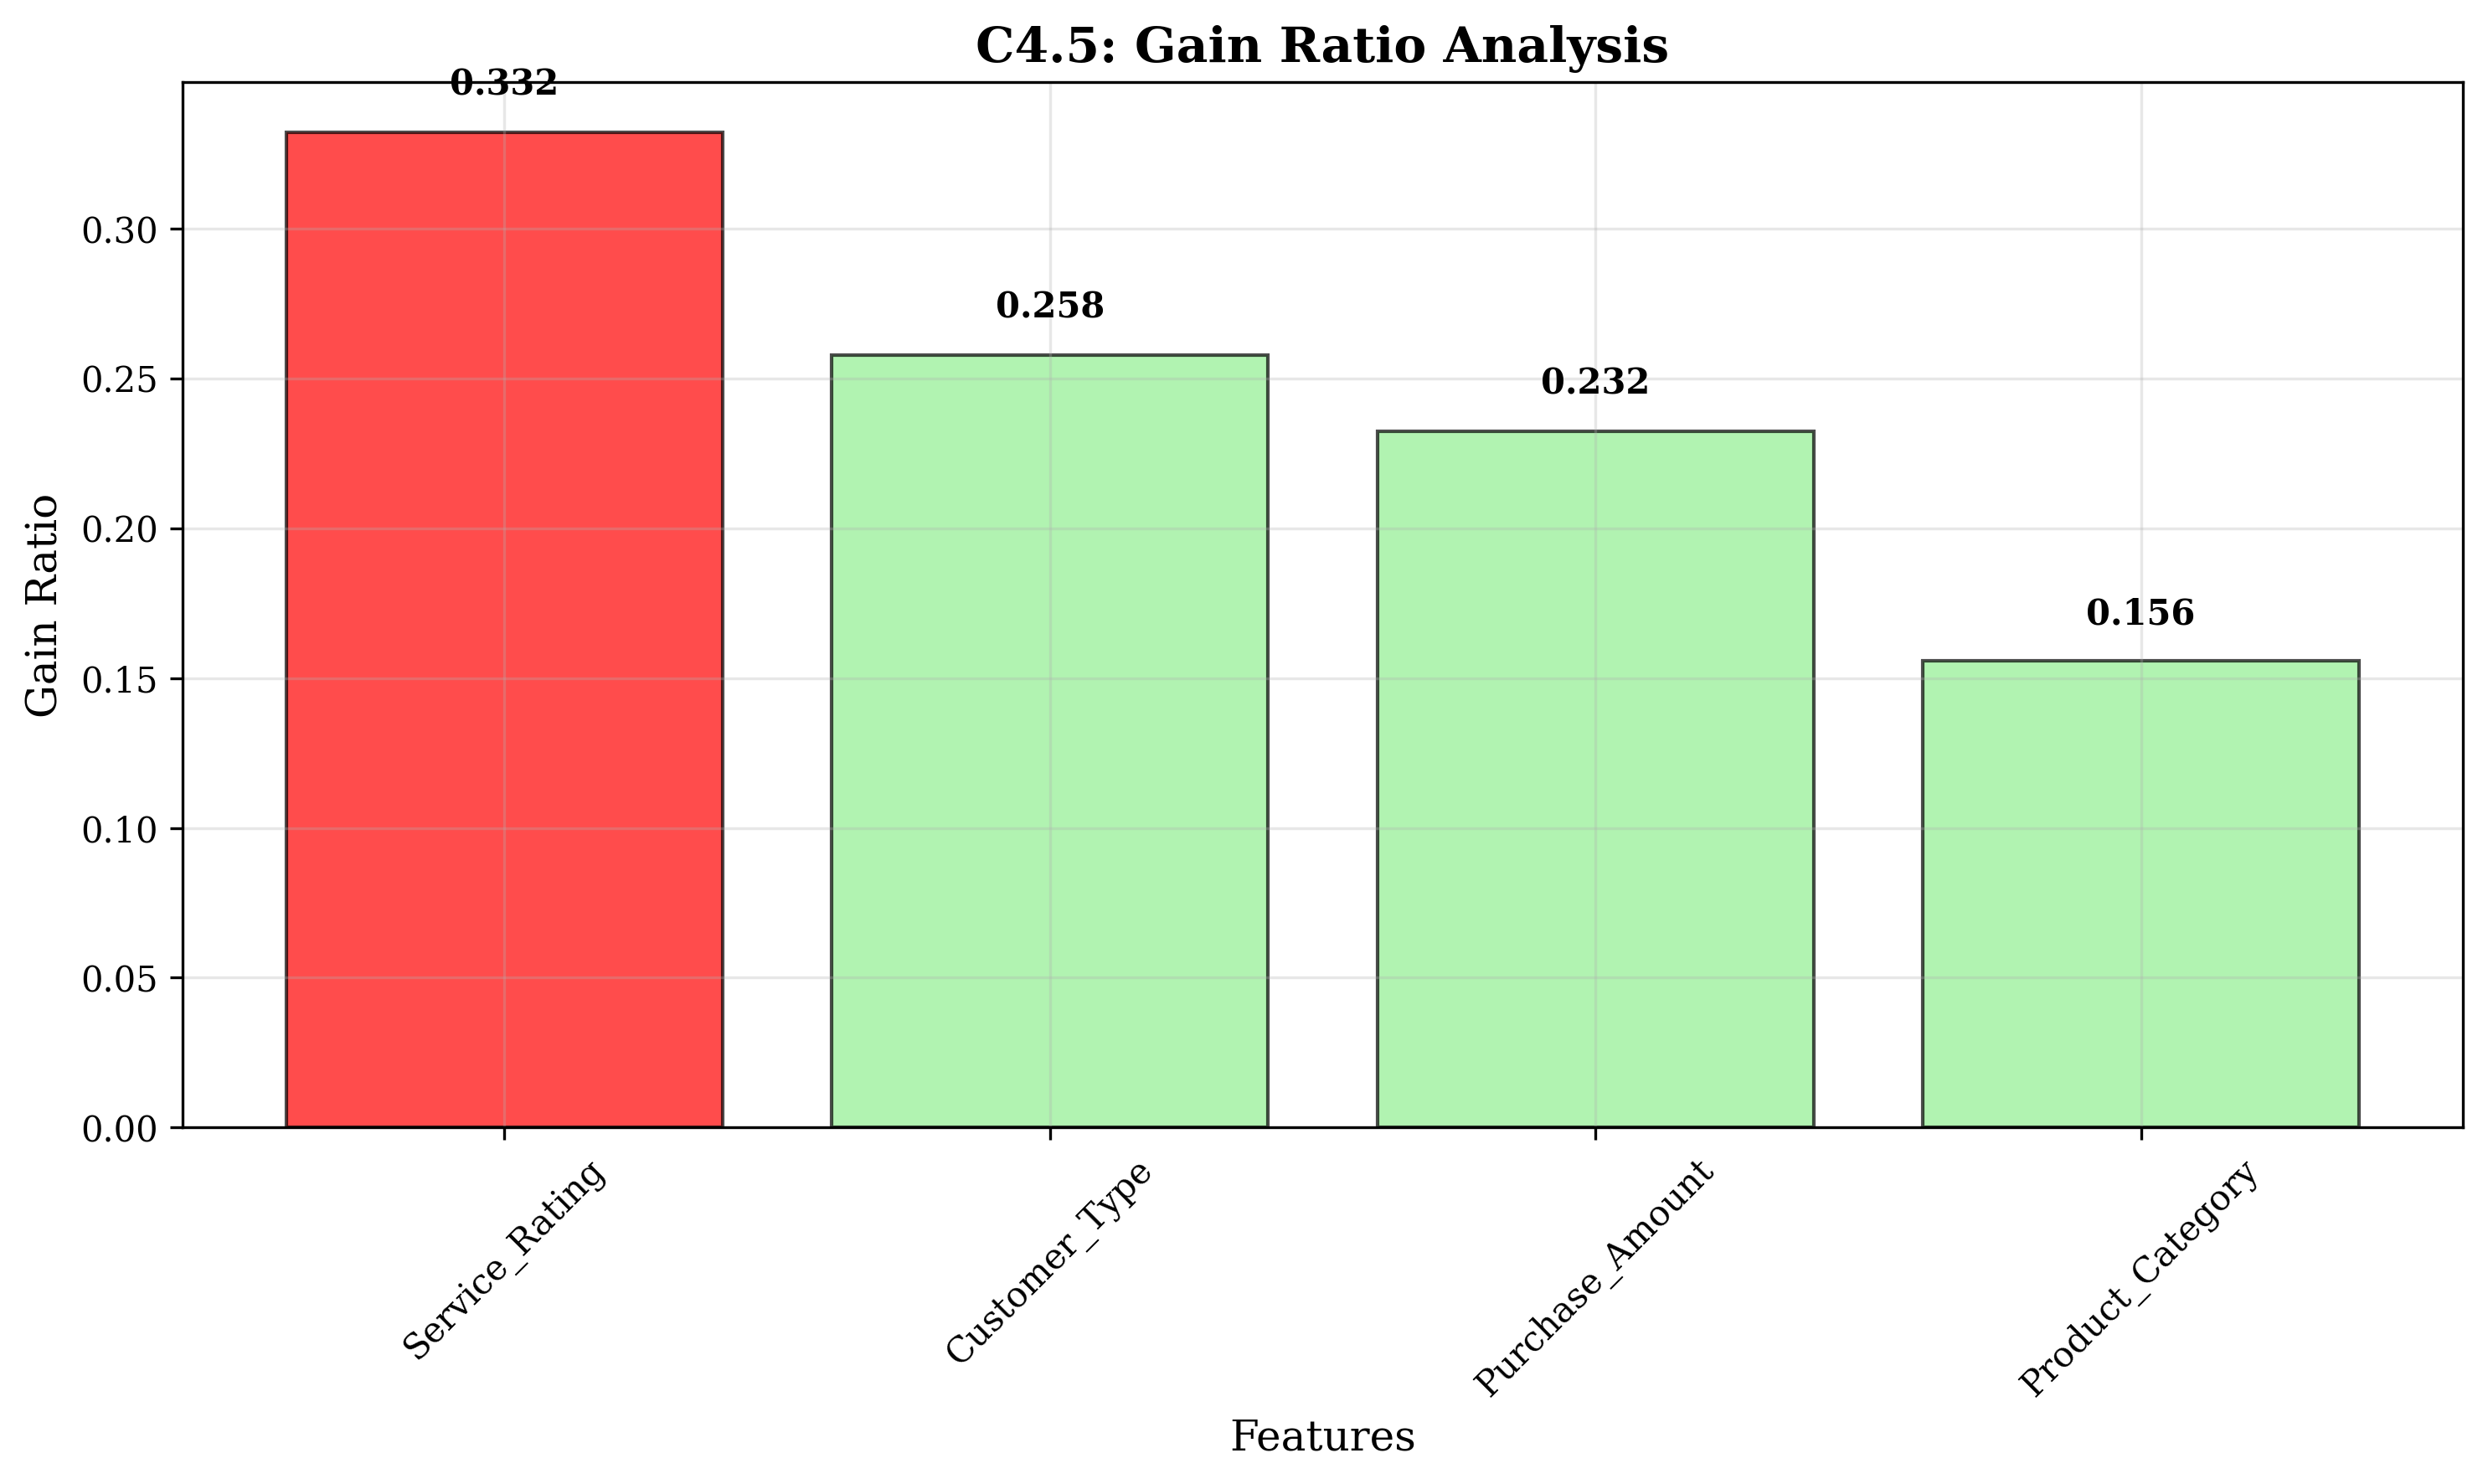 C4.5: Gain Ratio Analysis
0.332
0.258
0.232
0.156
Gain Ratio
0.30
0.25
0.20
0.15
0.10
0.05
0.00
Service_Rating
Customer_Type
Purchase_Amount
Product_Category
Features